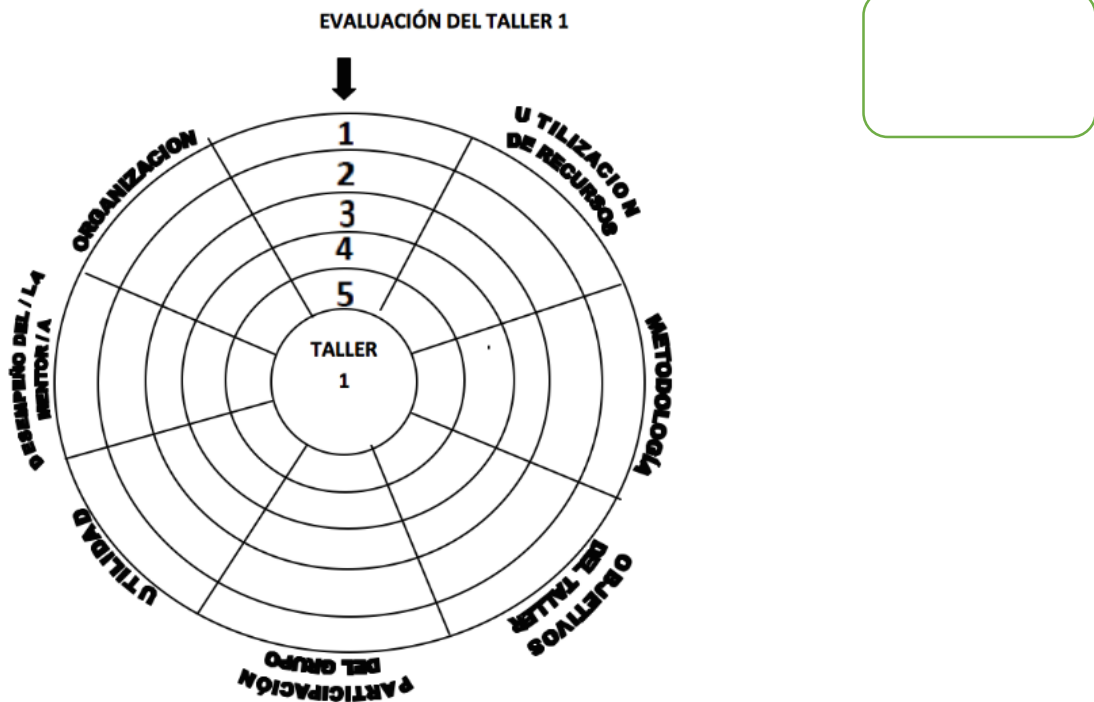 EVALUACIÓN DEL TALLER 1
1
2
3
4
5
TALLER
1
U TILIZACION
DE RECURSOS
METODOLOGÍA
OBJETIVOS
DEL TALLER
PARTICIPACIÓN
DEL GRUPO
UTILIDAD
DESEMPEÑO DEL / LA
MENTOR / A
ORGANIZACION